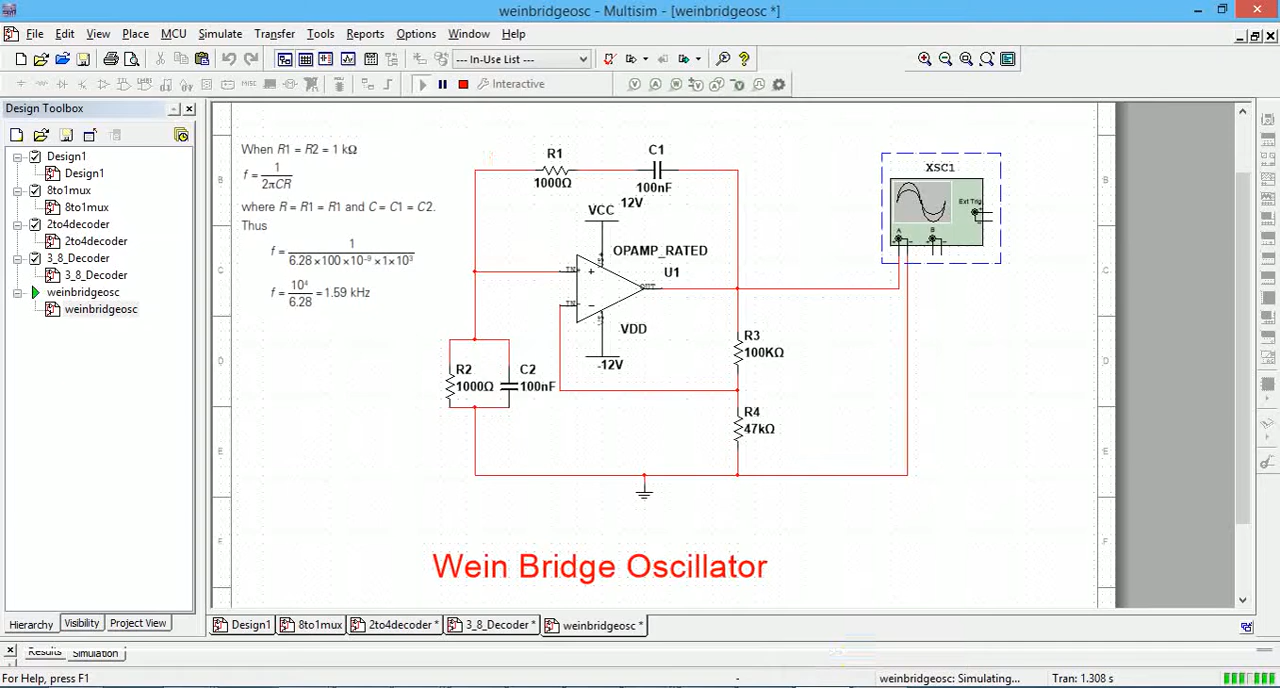 weinbridgeosc - Multisim - [weinbridgeosc *]
File Edit View Place MCU Simulate Transfer Tools Reports Options Window Help
--- In-Use List ---
Interactive
Design Toolbox
Design1
Design1
8to1mux
8to1mux
2to4decoder
2to4decoder
3_8_Decoder
3_8_Decoder
weinbridgeosc
weinbridgeosc
Hierarchy Visibility Project View
When R1 = R2 = 1 kΩ
f = 1 / 2πCR
where R = R1 = R1 and C = C1 = C2.
Thus
f = 1 / 6.28 × 100 × 10⁻⁹ × 1 × 10³
f = 10⁴ / 6.28 = 1.59 kHz
R1
1000Ω
C1
100nF
12V
VCC
OPAMP_RATED
U1
VDD
-12V
R2
1000Ω
C2
100nF
R3
100KΩ
R4
47kΩ
XSC1
Ext Trig
A
B
Wein Bridge Oscillator
Design1 8to1mux 2to4decoder * 3_8_Decoder * weinbridgeosc *
Results Simulation
For Help, press F1
- weinbridgeosc: Simulating... Tran: 1.308 s